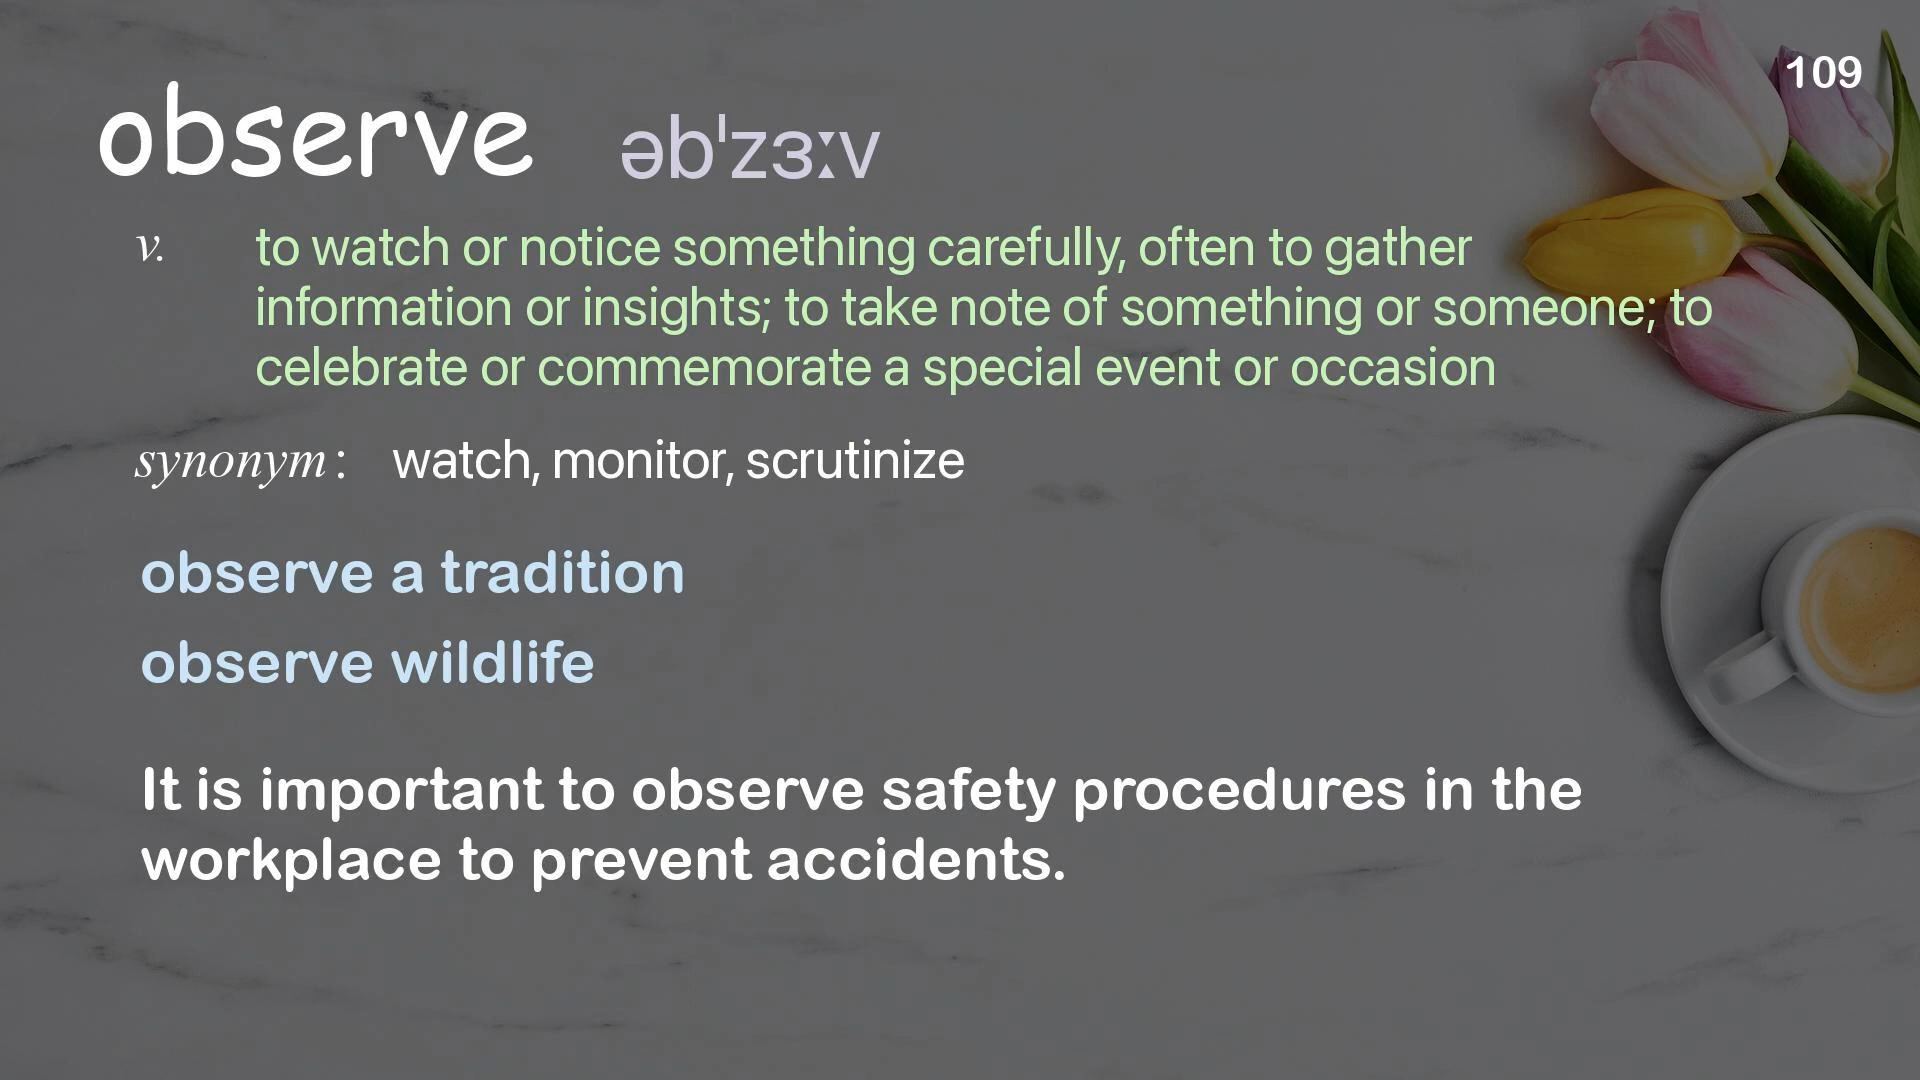 109
observe əbˈzɜːv
v. to watch or notice something carefully, often to gather
information or insights; to take note of something or someone; to
celebrate or commemorate a special event or occasion
synonym: watch, monitor, scrutinize
observe a tradition
observe wildlife
It is important to observe safety procedures in the
workplace to prevent accidents.